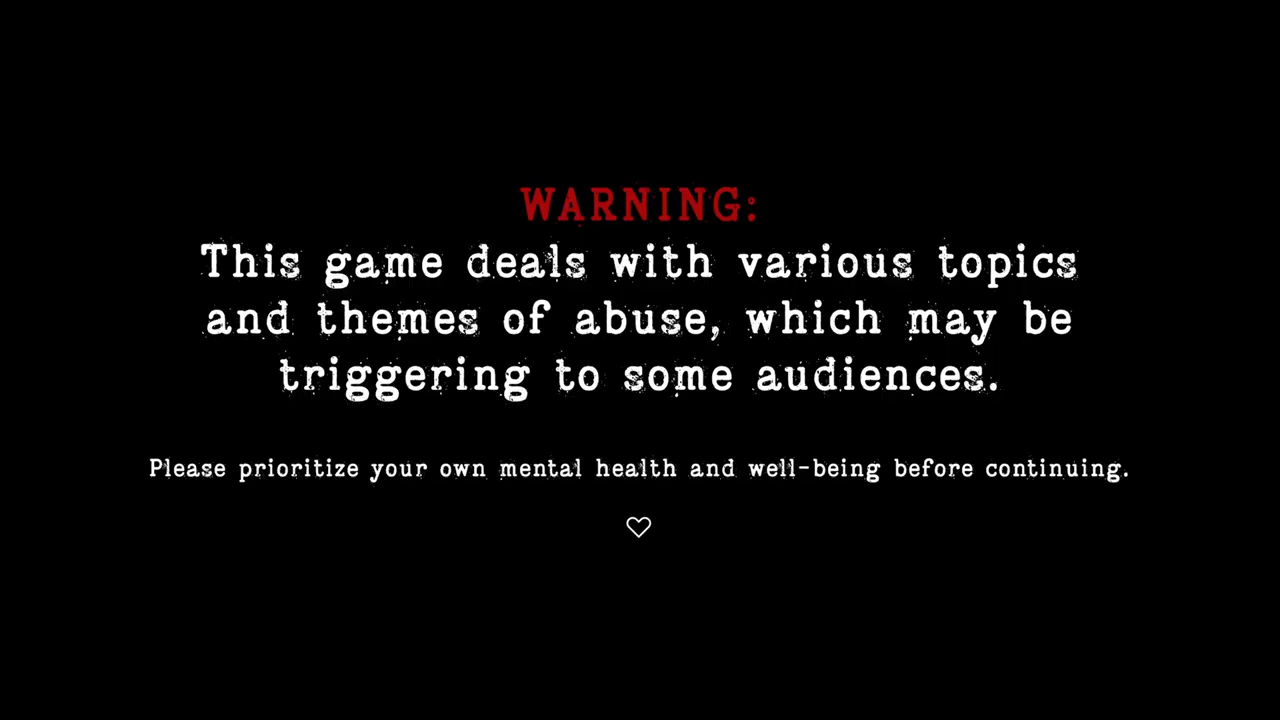 WARNING:
This game deals with various topics
and themes of abuse, which may be
triggering to some audiences.
Please prioritize your own mental health and well-being before continuing.